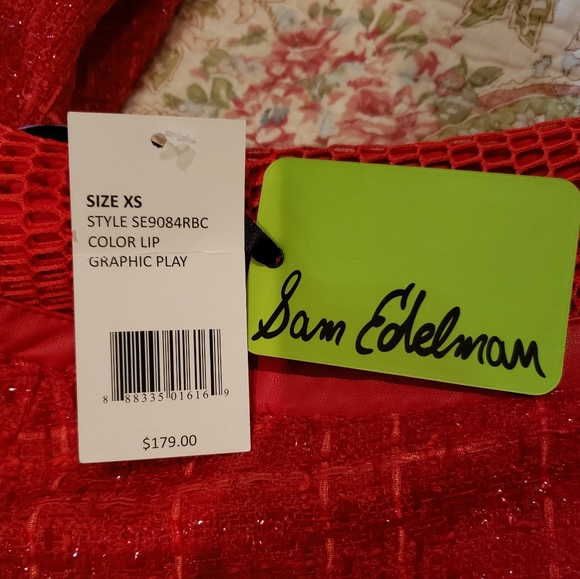 SIZE XS
STYLE SE9084RBC
COLOR LIP
GRAPHIC PLAY
8 88335 01616 9
$179.00
Sam Edelman